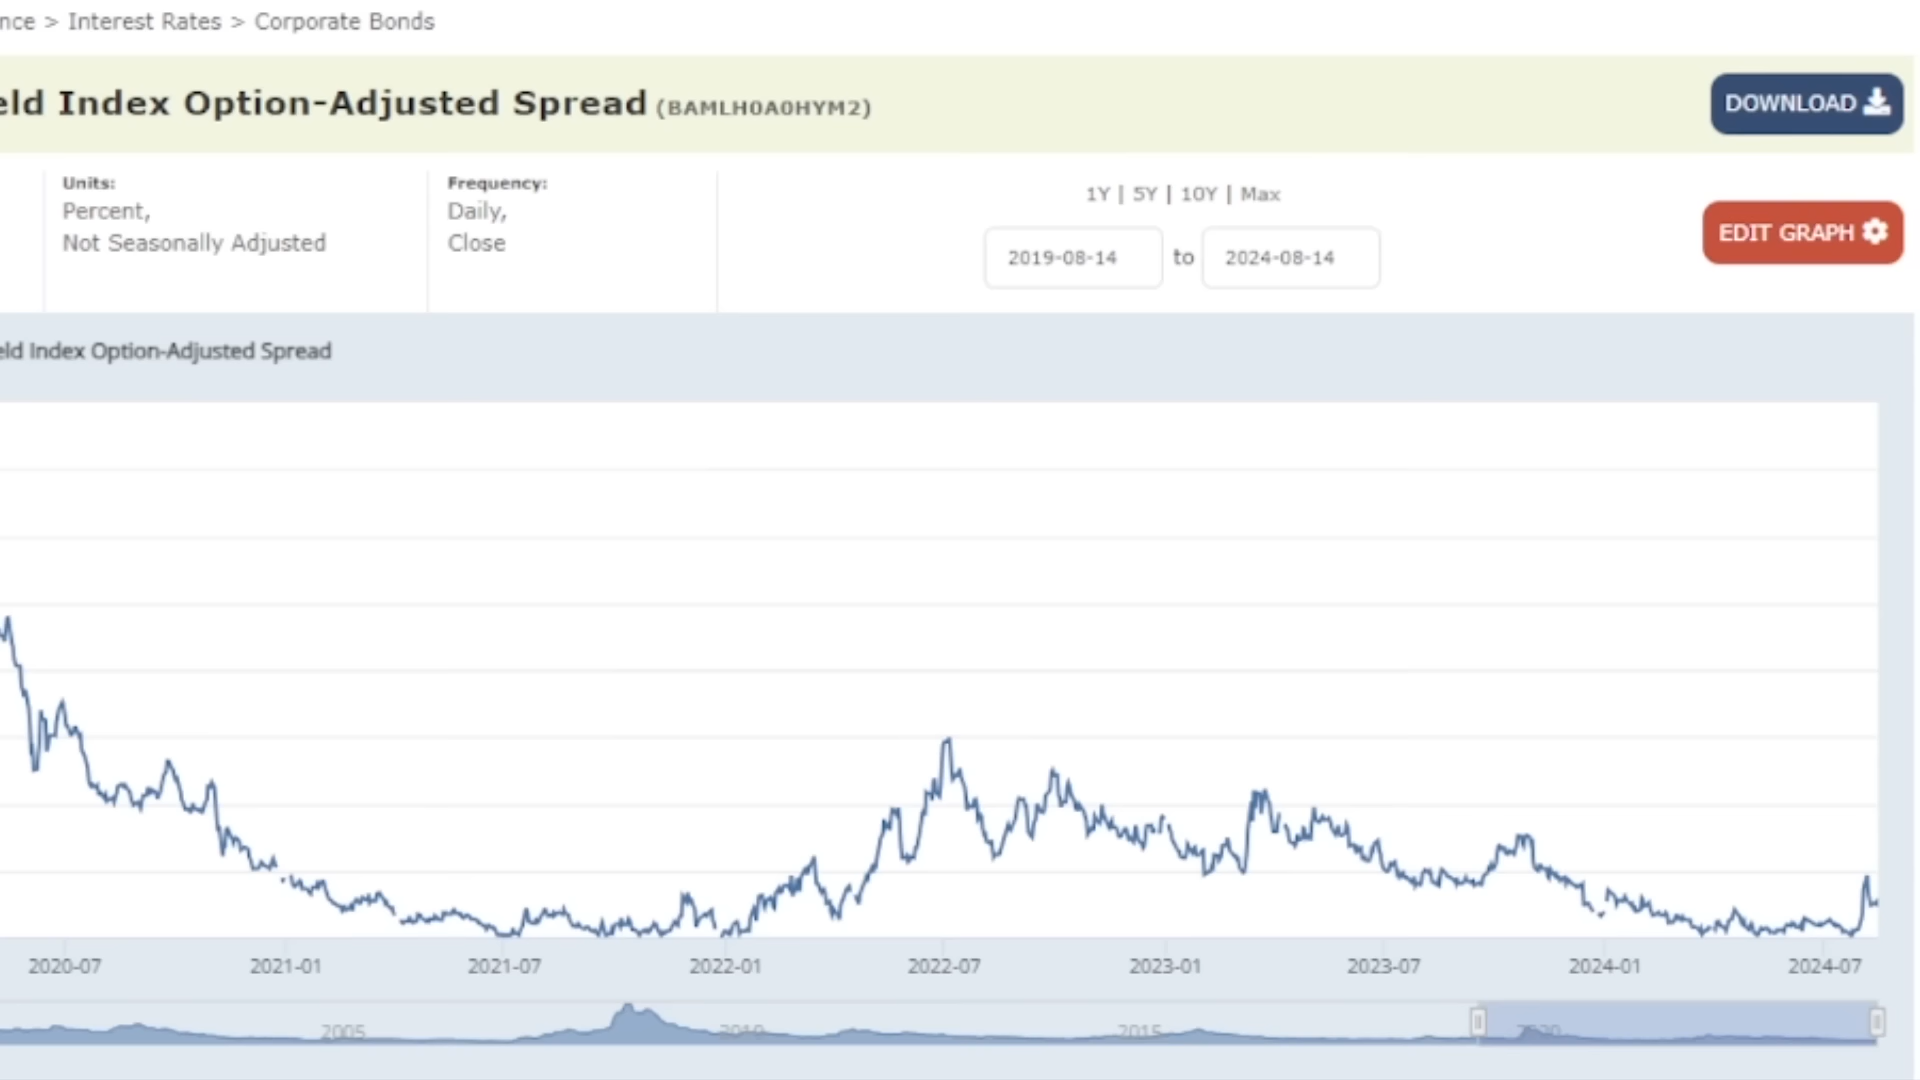 nce > Interest Rates > Corporate Bonds
eld Index Option-Adjusted Spread (BAMLH0A0HYM2)
DOWNLOAD
Units:
Percent,
Not Seasonally Adjusted
Frequency:
Daily,
Close
1Y | 5Y | 10Y | Max
2019-08-14 to 2024-08-14
EDIT GRAPH
eld Index Option-Adjusted Spread
2020-07 2021-01 2021-07 2022-01 2022-07 2023-01 2023-07 2024-01 2024-07
2005 2010 2015 2020